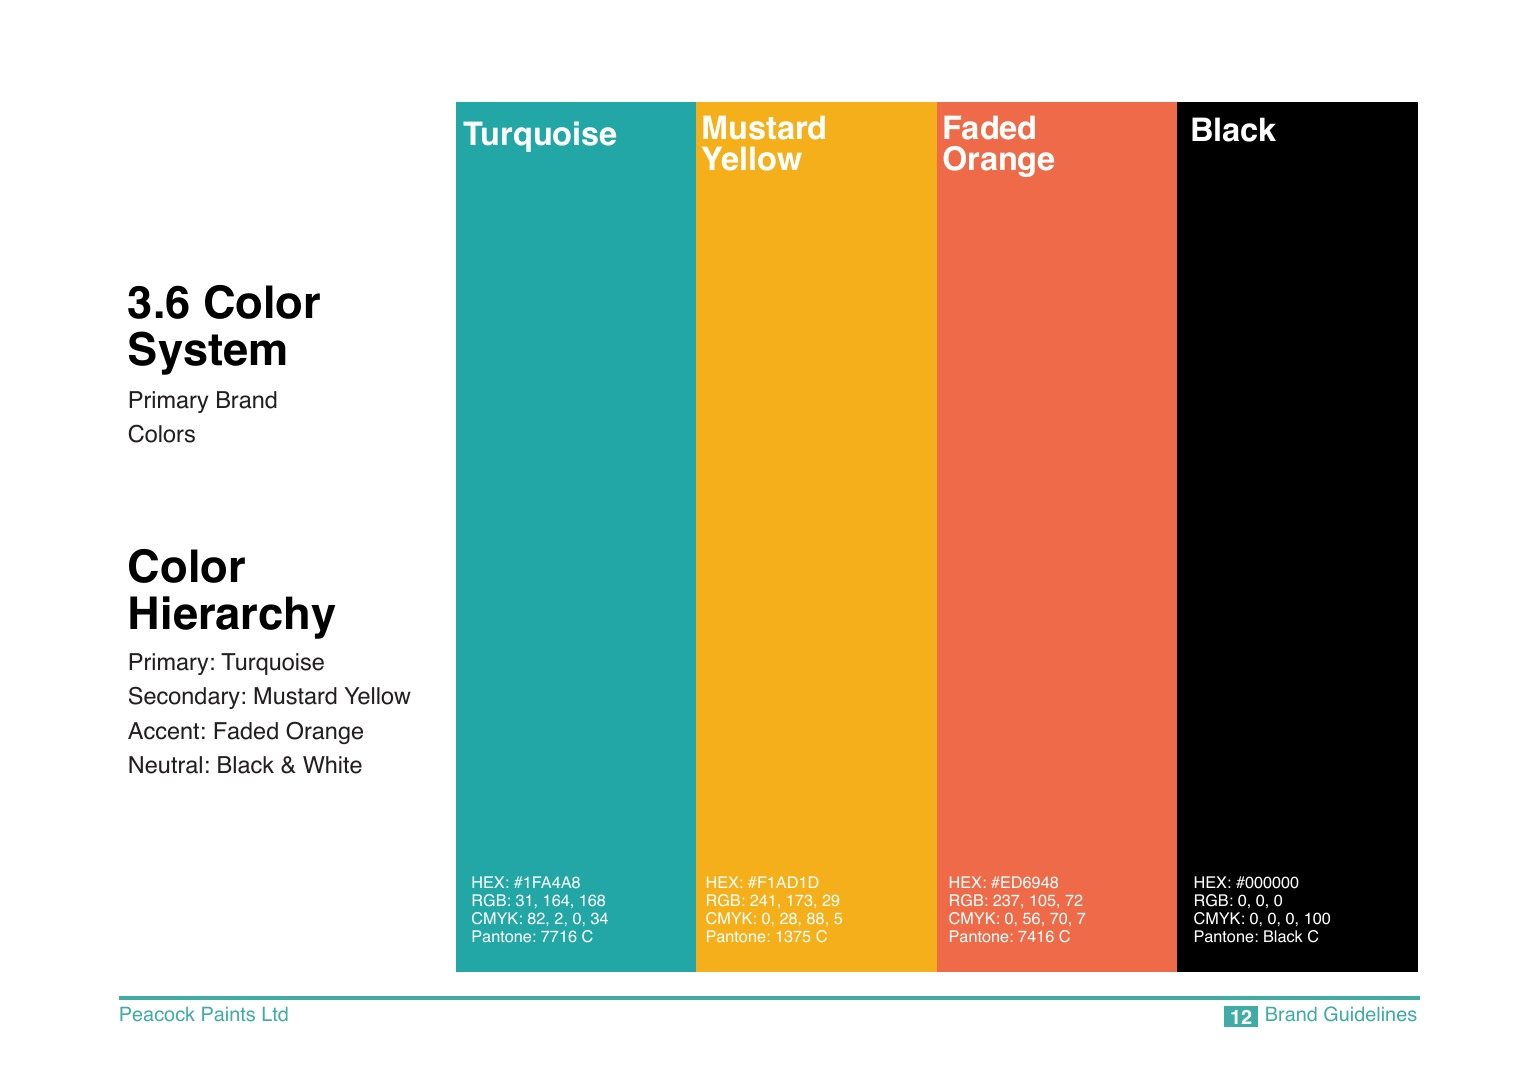 3.6 Color
System
Primary Brand
Colors
Color
Hierarchy
Primary: Turquoise
Secondary: Mustard Yellow
Accent: Faded Orange
Neutral: Black & White
Turquoise
HEX: #1FA4A8
RGB: 31, 164, 168
CMYK: 82, 2, 0, 34
Pantone: 7716 C
Mustard
Yellow
HEX: #F1AD1D
RGB: 241, 173, 29
CMYK: 0, 28, 88, 5
Pantone: 1375 C
Faded
Orange
HEX: #ED6948
RGB: 237, 105, 72
CMYK: 0, 56, 70, 7
Pantone: 7416 C
Black
HEX: #000000
RGB: 0, 0, 0
CMYK: 0, 0, 0, 100
Pantone: Black C
Peacock Paints Ltd
12 Brand Guidelines